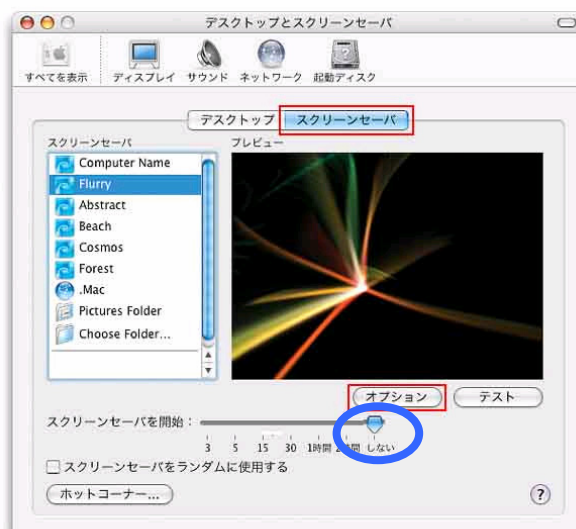 デスクトップとスクリーンセーバ
すべてを表示 ディスプレイ サウンド ネットワーク 起動ディスク
デスクトップ スクリーンセーバ
スクリーンセーバ
プレビュー
Computer Name
Flurry
Abstract
Beach
Cosmos
Forest
.Mac
Pictures Folder
Choose Folder...
オプション テスト
スクリーンセーバを開始：
3 5 15 30 1時間 2時間 しない
スクリーンセーバをランダムに使用する
ホットコーナー... ?